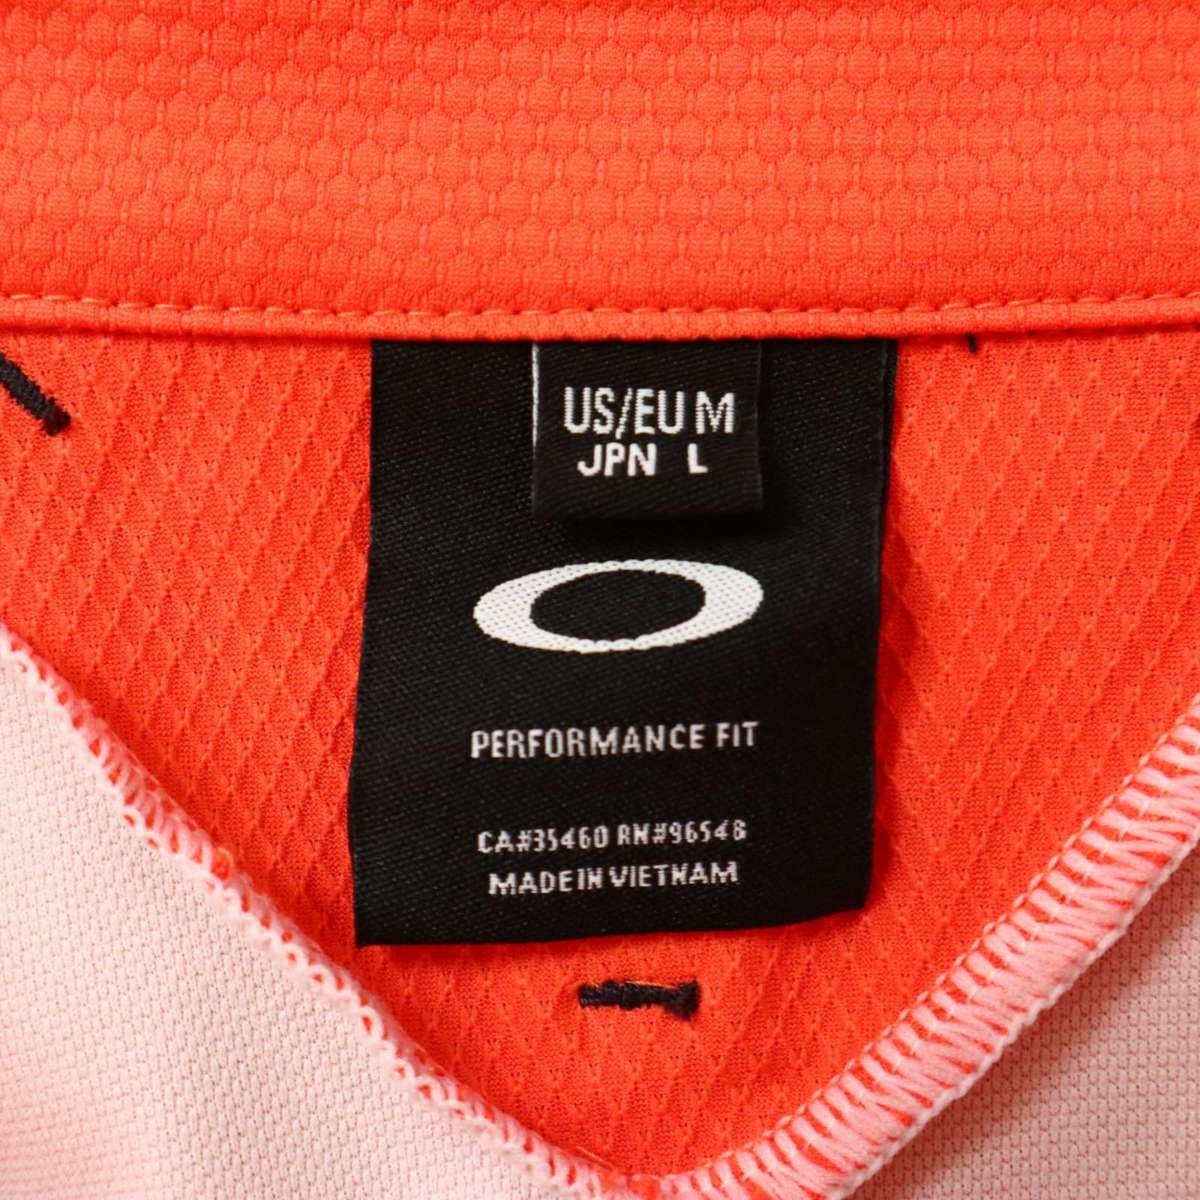 US/EU M
JPN L
PERFORMANCE FIT
CA#35460 RN#96548
MADE IN VIETNAM